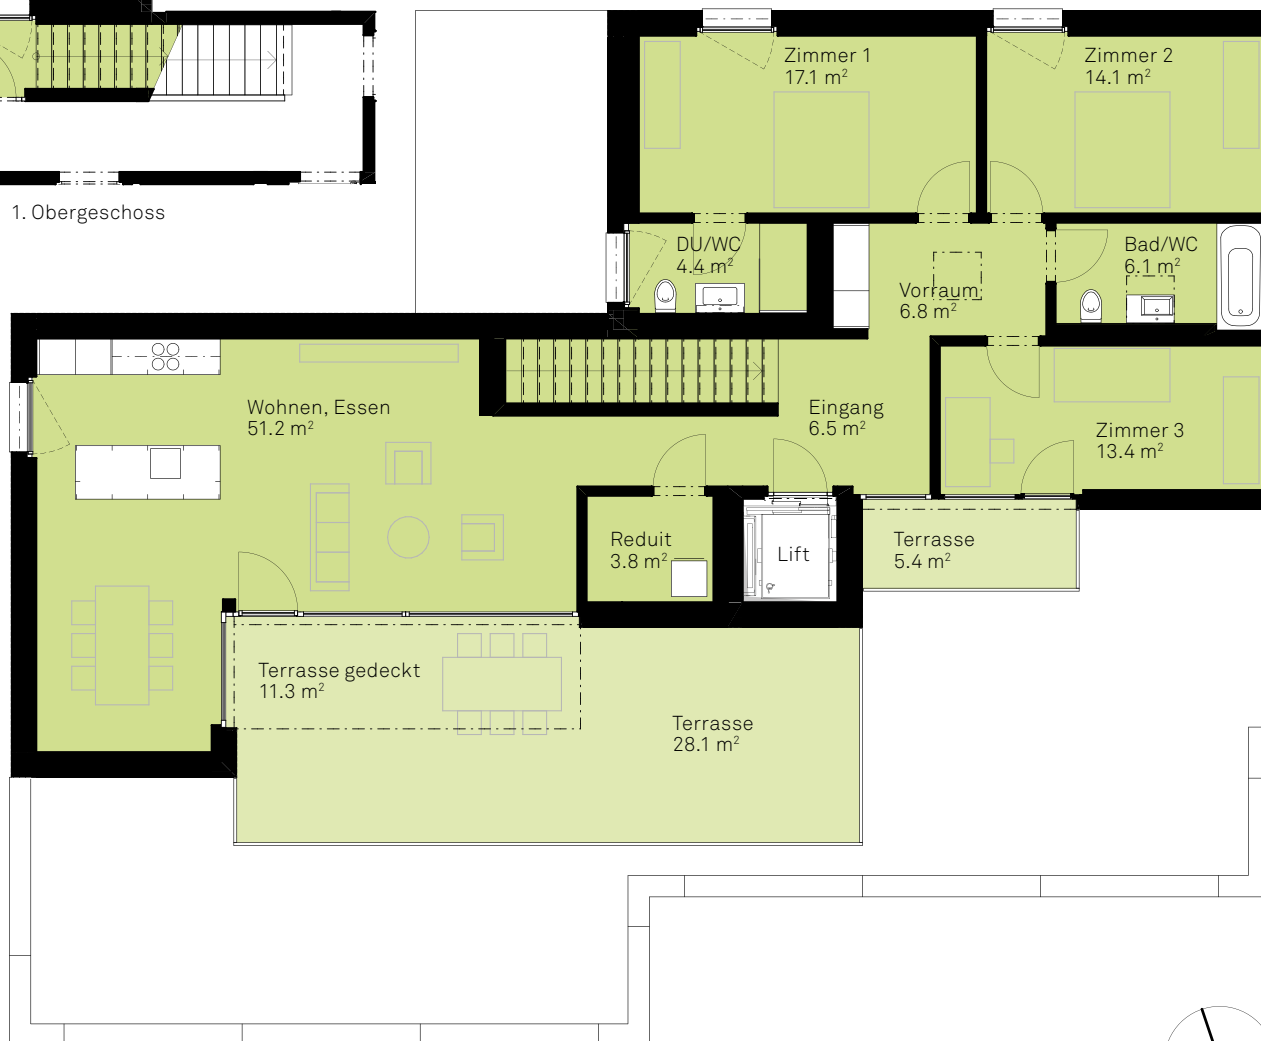 Zimmer 1
17.1 m²
Zimmer 2
14.1 m²
1. Obergeschoss
DU/WC
4.4 m²
Bad/WC
6.1 m²
Vorraum
6.8 m²
Wohnen, Essen
51.2 m²
Eingang
6.5 m²
Zimmer 3
13.4 m²
Reduit
3.8 m²
Lift
Terrasse
5.4 m²
Terrasse gedeckt
11.3 m²
Terrasse
28.1 m²